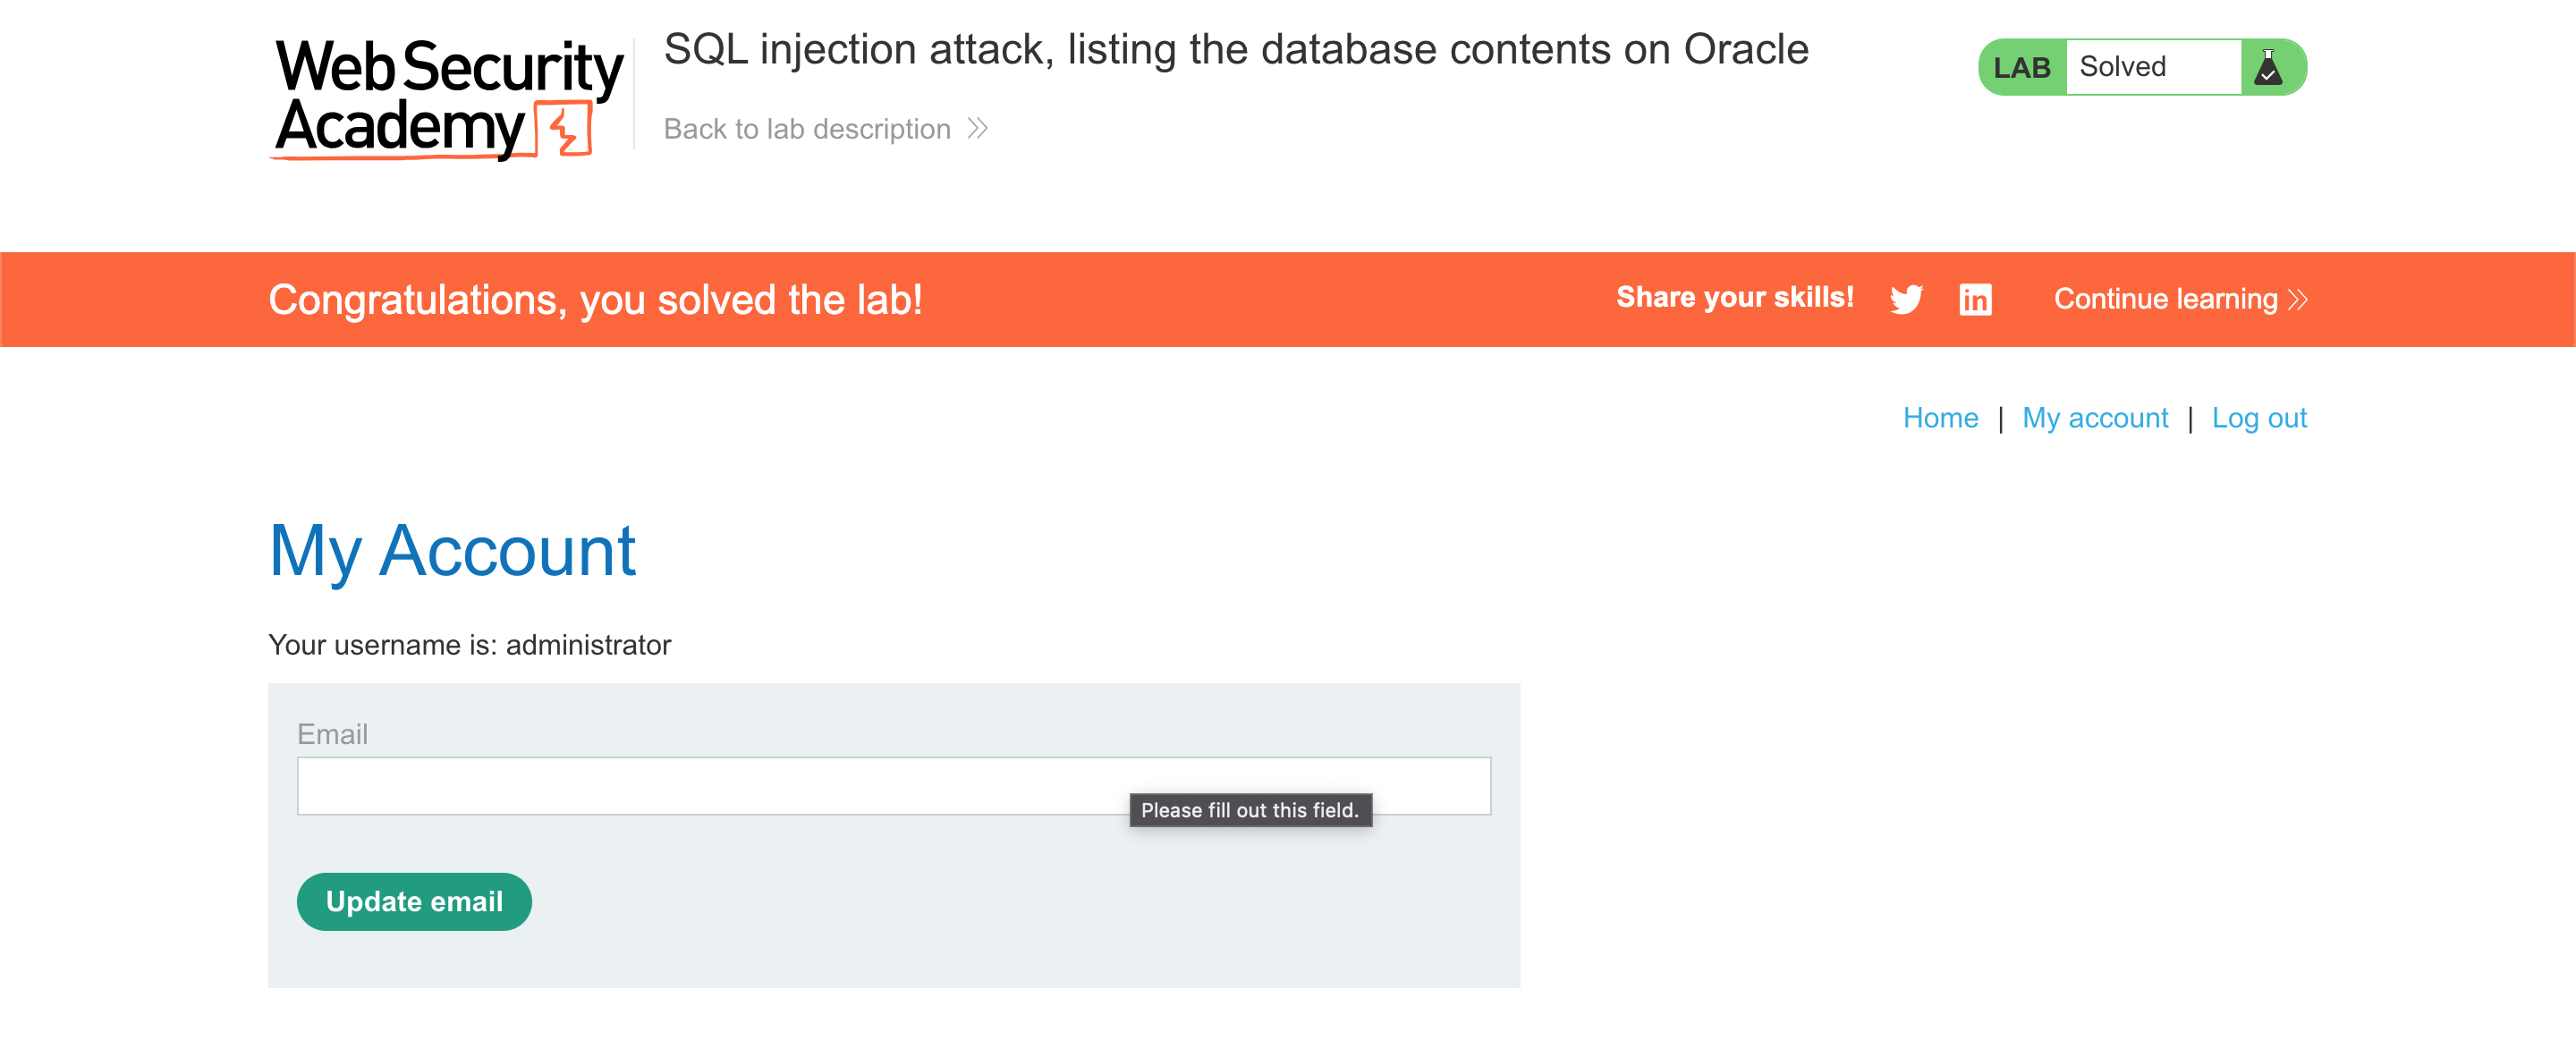 Web Security
Academy
SQL injection attack, listing the database contents on Oracle
Back to lab description
LAB Solved
Congratulations, you solved the lab!
Share your skills!
Continue learning
Home | My account | Log out
My Account
Your username is: administrator
Email
Please fill out this field.
Update email